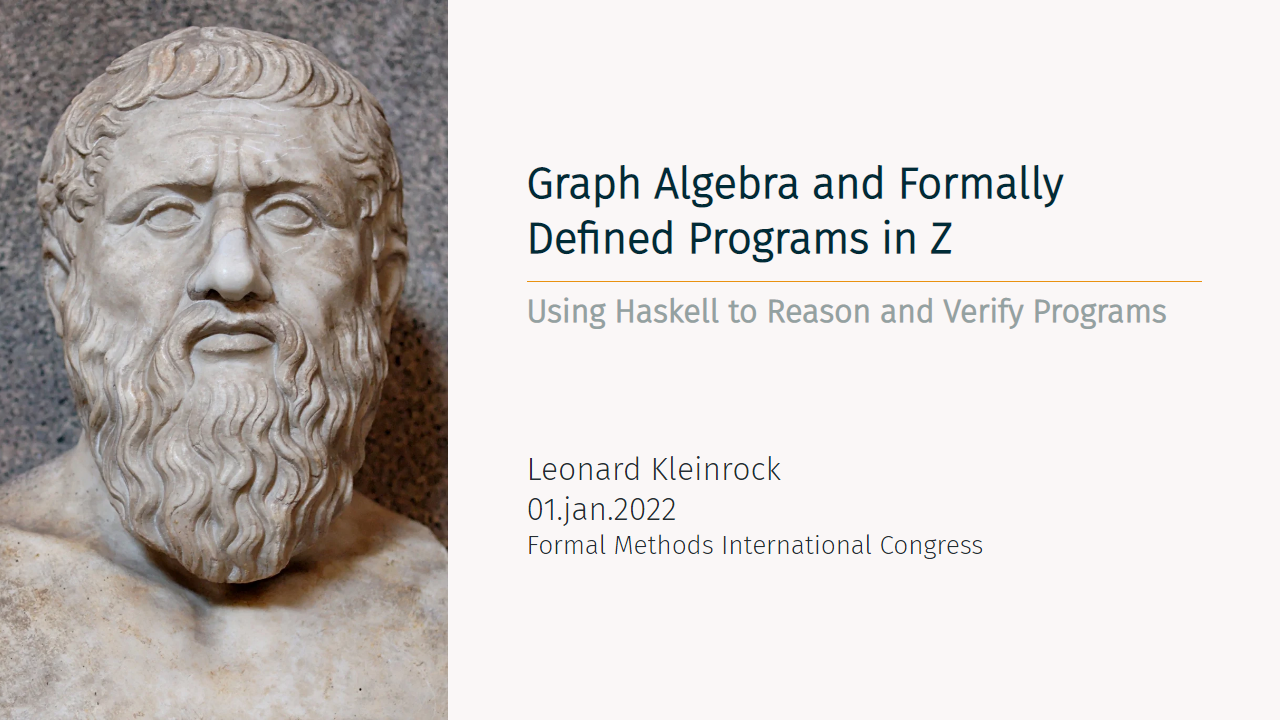 Graph Algebra and Formally
Defined Programs in Z
Using Haskell to Reason and Verify Programs
Leonard Kleinrock
01.jan.2022
Formal Methods International Congress